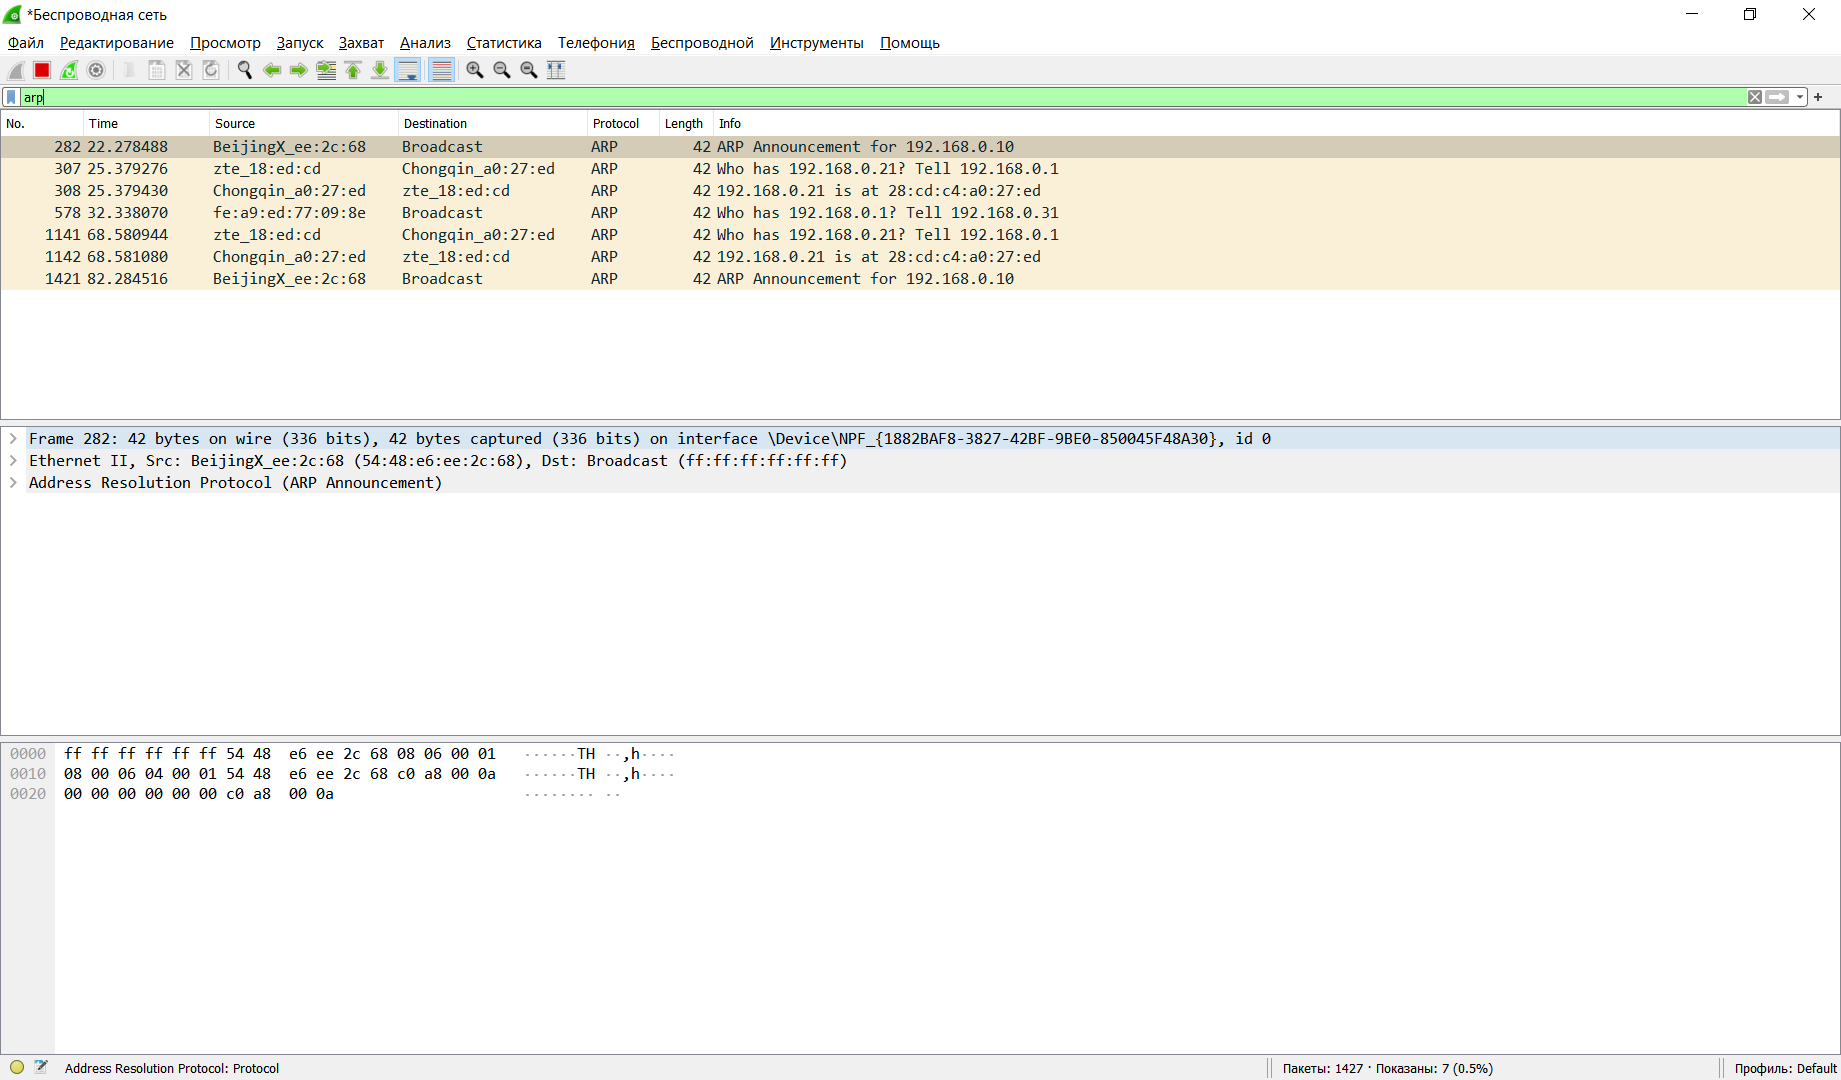 *Беспроводная сеть
Файл Редактирование Просмотр Запуск Захват Анализ Статистика Телефония Беспроводной Инструменты Помощь
arp
No. Time Source Destination Protocol Length Info
282 22.278488 BeijingX_ee:2c:68 Broadcast ARP 42 ARP Announcement for 192.168.0.10
307 25.379276 zte_18:ed:cd Chongqin_a0:27:ed ARP 42 Who has 192.168.0.21? Tell 192.168.0.1
308 25.379430 Chongqin_a0:27:ed zte_18:ed:cd ARP 42 192.168.0.21 is at 28:cd:c4:a0:27:ed
578 32.338070 fe:a9:ed:77:09:8e Broadcast ARP 42 Who has 192.168.0.1? Tell 192.168.0.31
1141 68.580944 zte_18:ed:cd Chongqin_a0:27:ed ARP 42 Who has 192.168.0.21? Tell 192.168.0.1
1142 68.581080 Chongqin_a0:27:ed zte_18:ed:cd ARP 42 192.168.0.21 is at 28:cd:c4:a0:27:ed
1421 82.284516 BeijingX_ee:2c:68 Broadcast ARP 42 ARP Announcement for 192.168.0.10
Frame 282: 42 bytes on wire (336 bits), 42 bytes captured (336 bits) on interface \Device\NPF_{1882BAF8-3827-42BF-9BE0-850045F48A30}, id 0
Ethernet II, Src: BeijingX_ee:2c:68 (54:48:e6:ee:2c:68), Dst: Broadcast (ff:ff:ff:ff:ff:ff)
Address Resolution Protocol (ARP Announcement)
0000 ff ff ff ff ff ff 54 48 e6 ee 2c 68 08 06 00 01 ······TH ··,h····
0010 08 00 06 04 00 01 54 48 e6 ee 2c 68 c0 a8 00 0a ······TH ··,h····
0020 00 00 00 00 00 00 c0 a8 00 0a ········ ··
Address Resolution Protocol: Protocol Пакеты: 1427 · Показаны: 7 (0.5%) Профиль: Default